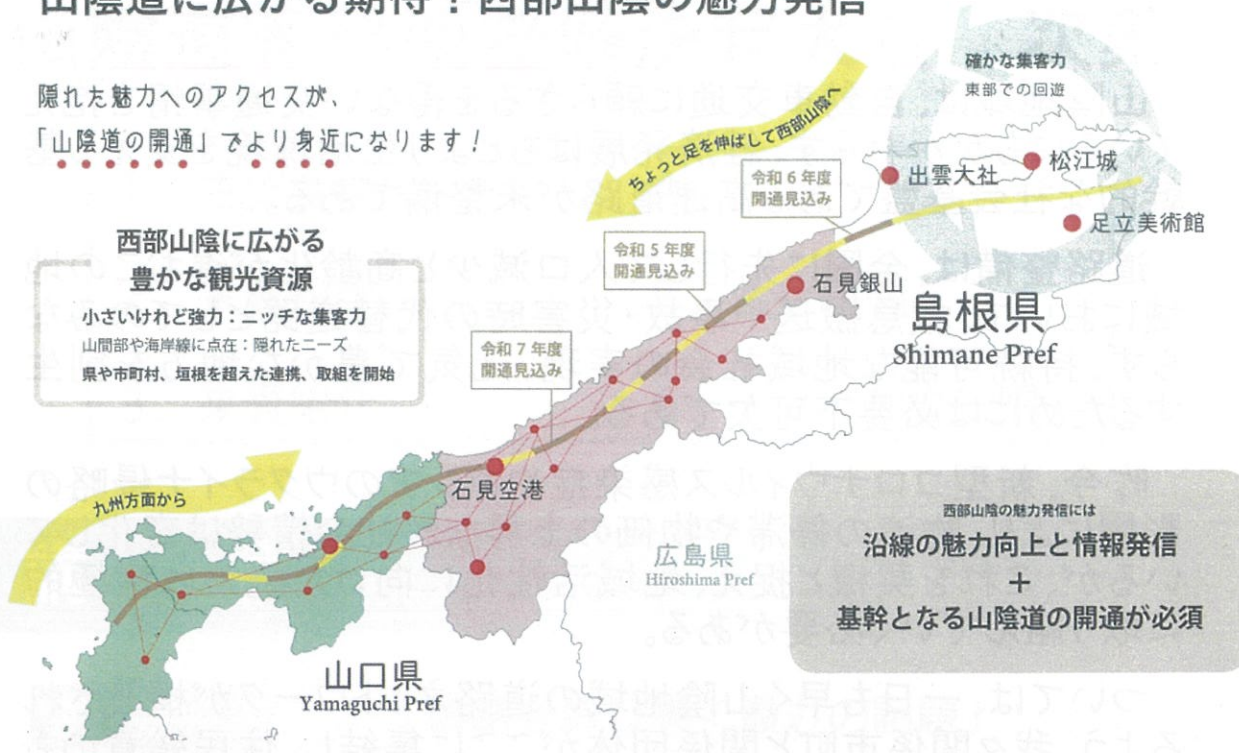 山陰道に広がる期待！西部山陰の魅力発信
隠れた魅力へのアクセスが、
「山陰道の開通」でより身近になります！
確かな集客力
東部での回遊
ちょっと足を伸ばして西部山陰へ
松江城
出雲大社
足立美術館
令和6年度
開通見込み
令和5年度
開通見込み
石見銀山
島根県
Shimane Pref
西部山陰に広がる
豊かな観光資源
小さいけれど強力：ニッチな集客力
山間部や海岸線に点在：隠れたニーズ
県や市町村、垣根を超えた連携、取組を開始
令和7年度
開通見込み
九州方面から
石見空港
広島県
Hiroshima Pref
山口県
Yamaguchi Pref
西部山陰の魅力発信には
沿線の魅力向上と情報発信
+
基幹となる山陰道の開通が必須